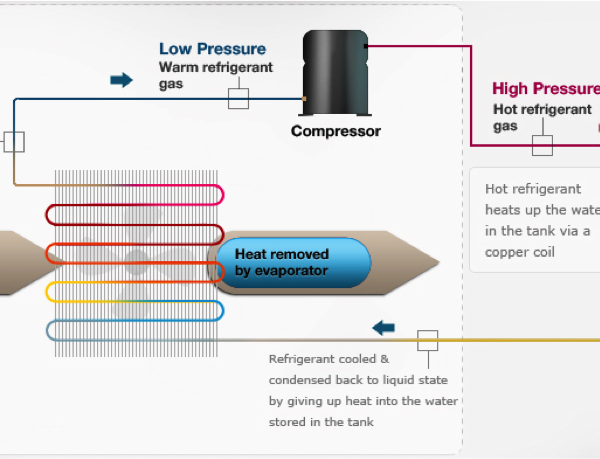 Low Pressure
Warm refrigerant
gas
Compressor
High Pressure
Hot refrigerant
gas
Hot refrigerant
heats up the wate
in the tank via a
copper coil
Heat removed
by evaporator
Refrigerant cooled &
condensed back to liquid state
by giving up heat into the water
stored in the tank